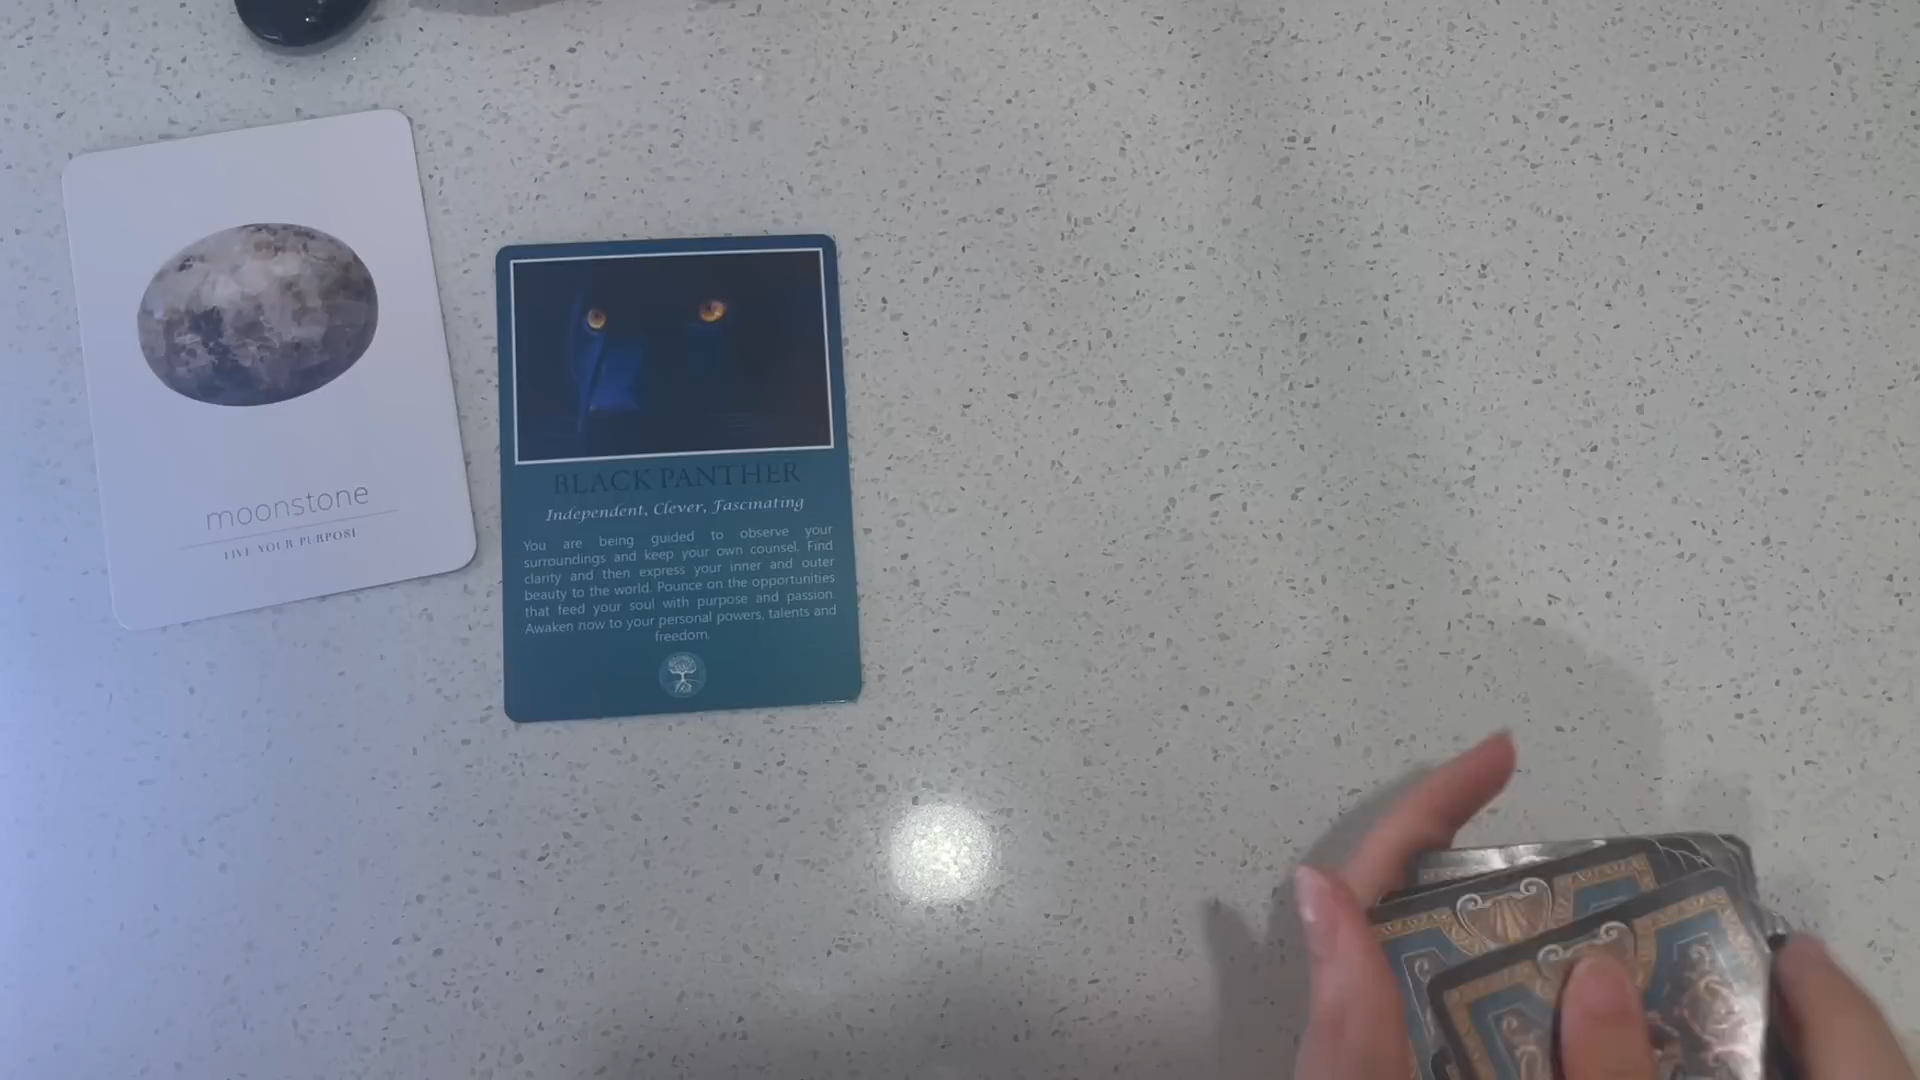 moonstone
LIVE YOUR PURPOSE
BLACK PANTHER
Independent, Clever, Fascinating
You are being guided to observe your
surroundings and keep your own counsel. Find
clarity and then express your inner and outer
beauty to the world. Pounce on the opportunities
that feed your soul with purpose and passion.
Awaken now to your personal powers, talents and
freedom.